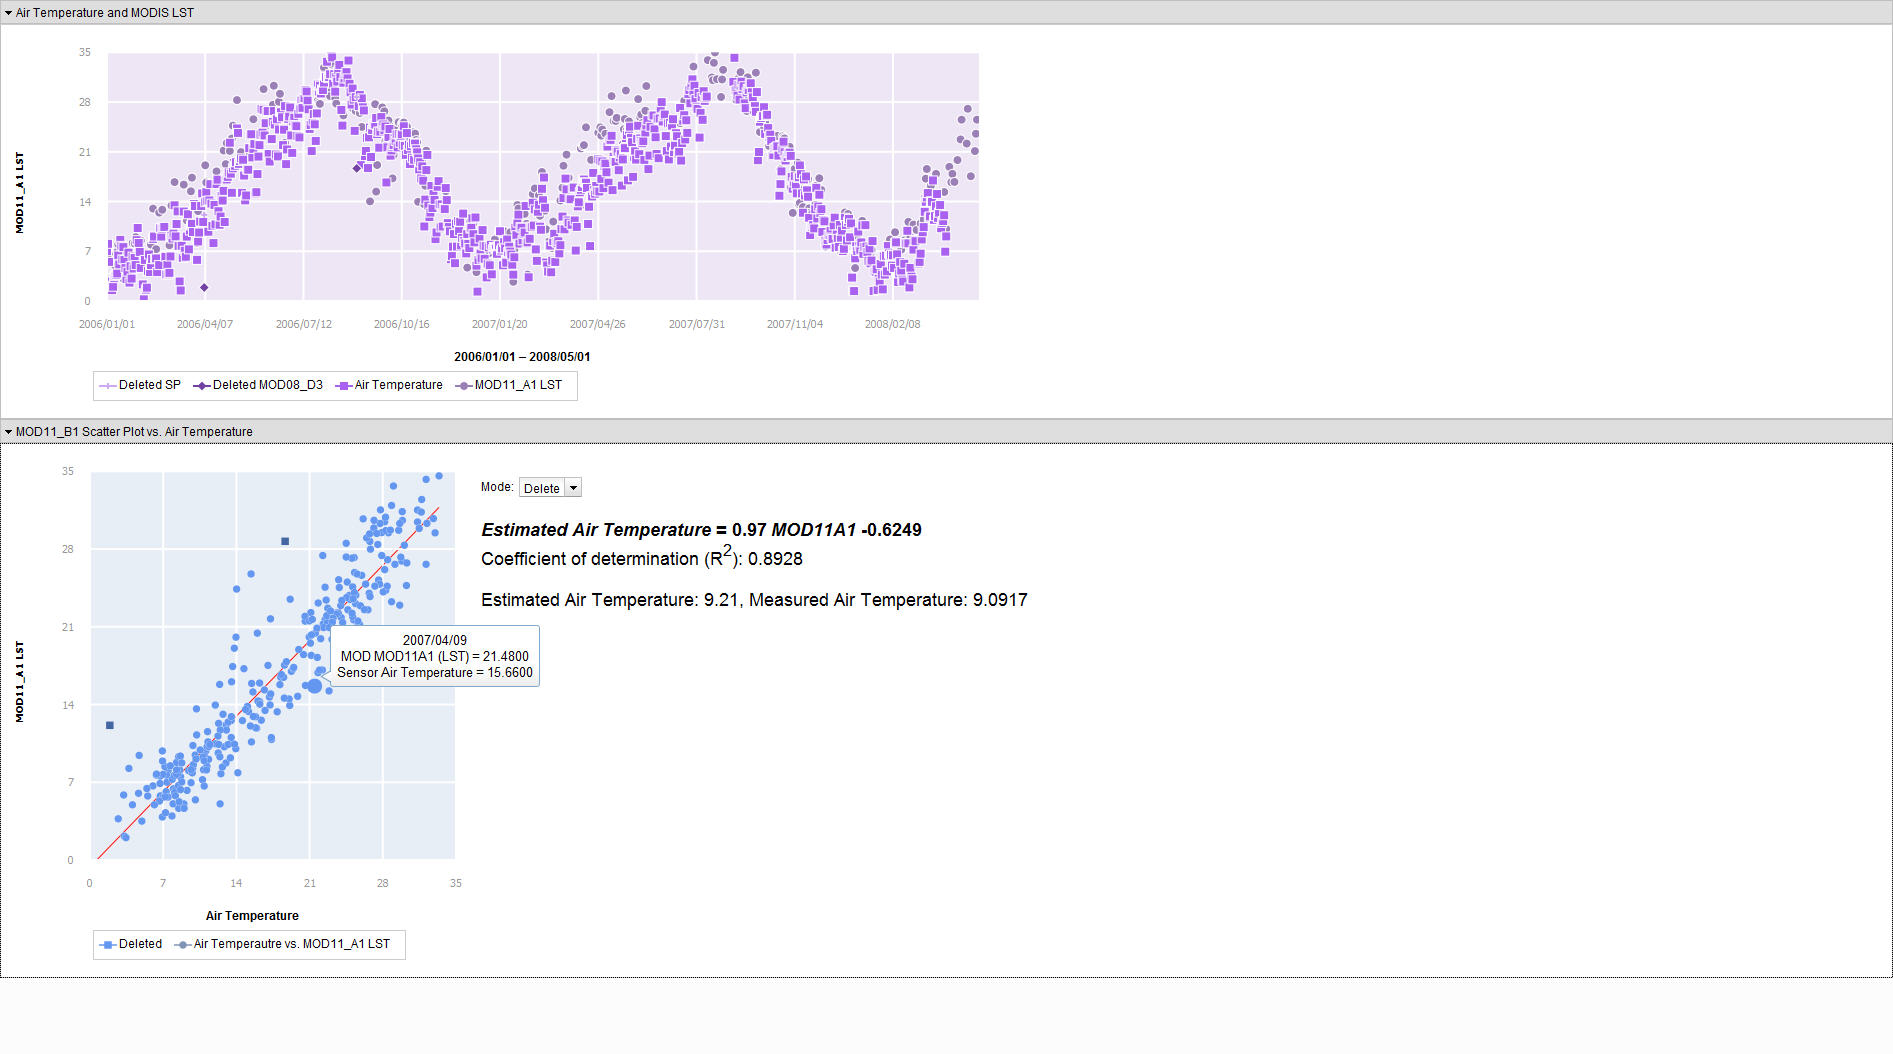 Air Temperature and MODIS LST
35
28
21
14
7
0
MOD11_A1 LST
2006/01/01 2006/04/07 2006/07/12 2006/10/16 2007/01/20 2007/04/26 2007/07/31 2007/11/04 2008/02/08
2006/01/01 – 2008/05/01
Deleted SP Deleted MOD08_D3 Air Temperature MOD11_A1 LST
MOD11_B1 Scatter Plot vs. Air Temperature
35
28
21
14
7
0
MOD11_A1 LST
0 7 14 21 28 35
Air Temperature
2007/04/09
MOD MOD11A1 (LST) = 21.4800
Sensor Air Temperature = 15.6600
Deleted Air Temperautre vs. MOD11_A1 LST
Mode: Delete
Estimated Air Temperature = 0.97 MOD11A1 -0.6249
Coefficient of determination (R2): 0.8928
Estimated Air Temperature: 9.21, Measured Air Temperature: 9.0917